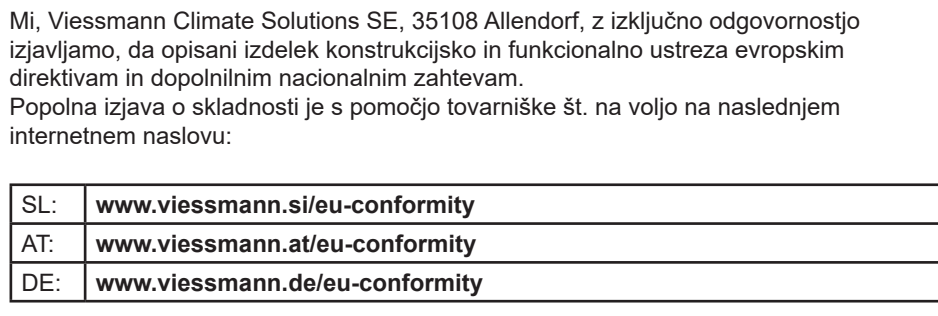 Mi, Viessmann Climate Solutions SE, 35108 Allendorf, z izključno odgovornostjo
izjavljamo, da opisani izdelek konstrukcijsko in funkcionalno ustreza evropskim
direktivam in dopolnilnim nacionalnim zahtevam.
Popolna izjava o skladnosti je s pomočjo tovarniške št. na voljo na naslednjem
internetnem naslovu:
SL: www.viessmann.si/eu-conformity
AT: www.viessmann.at/eu-conformity
DE: www.viessmann.de/eu-conformity